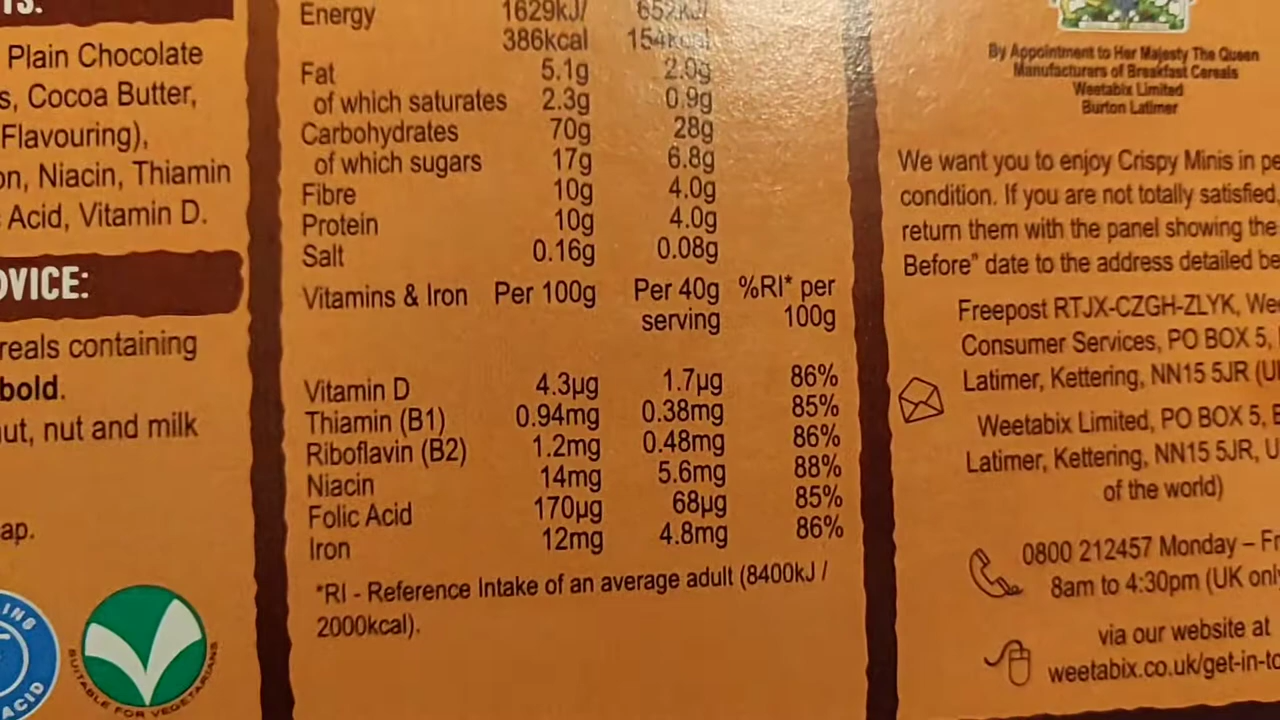 TS:
Plain Chocolate
s, Cocoa Butter,
Flavouring),
on, Niacin, Thiamin
Acid, Vitamin D.
DVICE:
reals containing
bold.
ut, nut and milk
ap.
ING
ACID
SUITABLE FOR VEGETARIANS
Energy 1629kJ/ 652kJ/
386kcal 154kcal
Fat 5.1g 2.0g
of which saturates 2.3g 0.9g
Carbohydrates 70g 28g
of which sugars 17g 6.8g
Fibre 10g 4.0g
Protein 10g 4.0g
Salt 0.16g 0.08g
Vitamins & Iron Per 100g Per 40g %RI* per
serving 100g
Vitamin D 4.3µg 1.7µg 86%
Thiamin (B1) 0.94mg 0.38mg 85%
Riboflavin (B2) 1.2mg 0.48mg 86%
Niacin 14mg 5.6mg 88%
Folic Acid 170µg 68µg 85%
Iron 12mg 4.8mg 86%
*RI - Reference Intake of an average adult (8400kJ /
2000kcal).
By Appointment to Her Majesty The Queen
Manufacturers of Breakfast Cereals
Weetabix Limited
Burton Latimer
We want you to enjoy Crispy Minis in pe
condition. If you are not totally satisfied,
return them with the panel showing the
Before" date to the address detailed be
Freepost RTJX-CZGH-ZLYK, We
Consumer Services, PO BOX 5,
Latimer, Kettering, NN15 5JR (U
Weetabix Limited, PO BOX 5, B
Latimer, Kettering, NN15 5JR, U
of the world)
0800 212457 Monday – Fr
8am to 4:30pm (UK only
via our website at
weetabix.co.uk/get-in-to